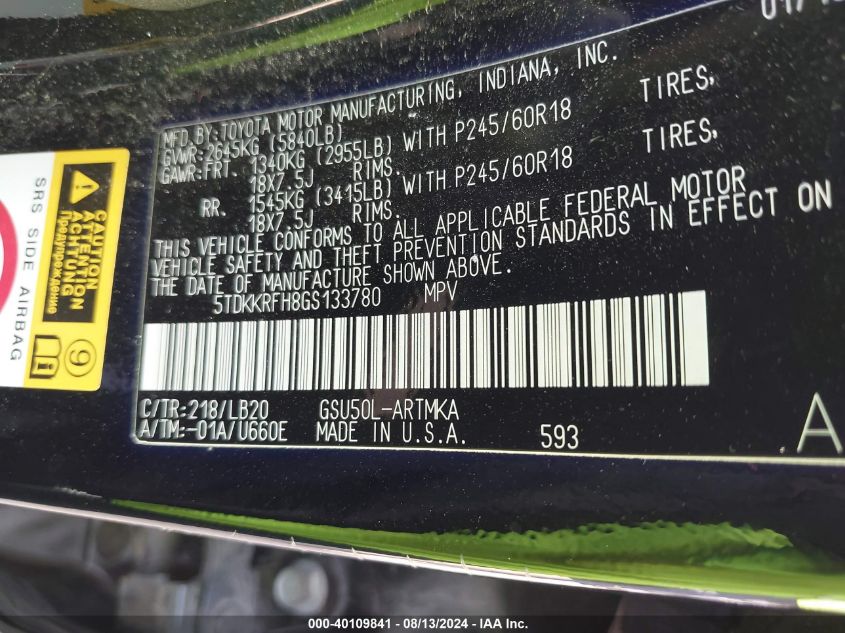 MFD.BY:TOYOTA MOTOR MANUFACTURING, INDIANA, INC.
GVWR:2645KG (5840LB)
GAWR:FRT. 1340KG (2955LB) WITH P245/60R18 TIRES,
18X7.5J RIMS.
RR. 1545KG (3415LB) WITH P245/60R18 TIRES,
18X7.5J RIMS.
THIS VEHICLE CONFORMS TO ALL APPLICABLE FEDERAL MOTOR
VEHICLE SAFETY AND THEFT PREVENTION STANDARDS IN EFFECT ON
THE DATE OF MANUFACTURE SHOWN ABOVE.
5TDKKRFH8GS133780 MPV
C/TR:218/LB20 GSU50L-ARTMKA
A/TM:-01A/U660E MADE IN U.S.A. 593
A
SRS SIDE AIRBAG
CAUTION
ATTENTION
ACHTUNG
Предупреждение
9
000-40109841 - 08/13/2024 - IAA Inc.